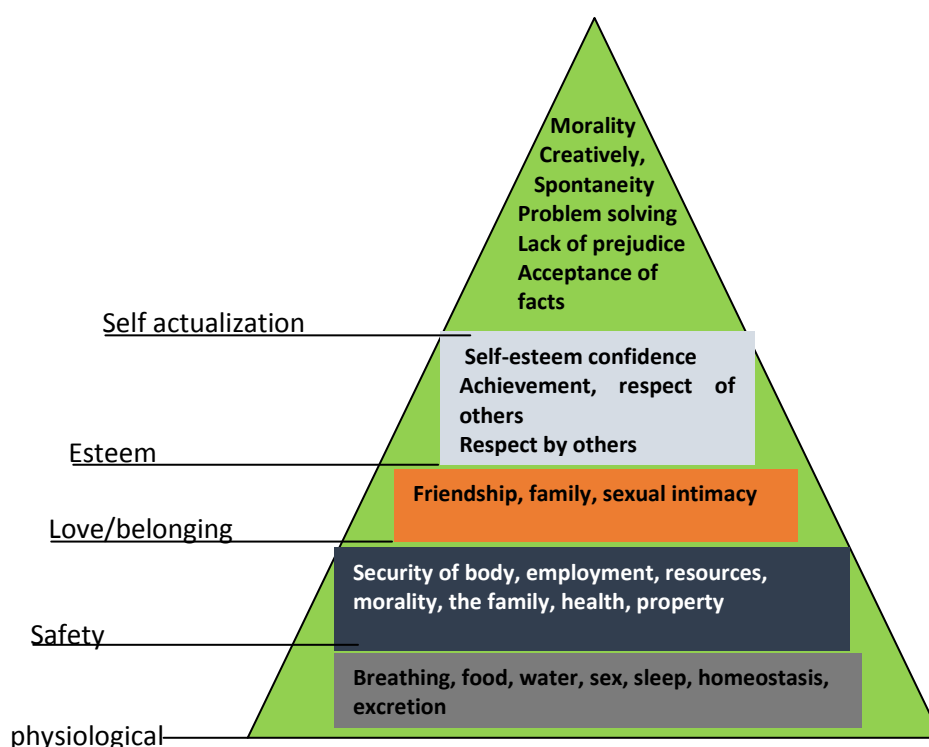 Morality
Creatively,
Spontaneity
Problem solving
Lack of prejudice
Acceptance of
facts
Self actualization
Self-esteem confidence
Achievement, respect of
others
Respect by others
Esteem
Friendship, family, sexual intimacy
Love/belonging
Security of body, employment, resources,
morality, the family, health, property
Safety
Breathing, food, water, sex, sleep, homeostasis,
excretion
physiological